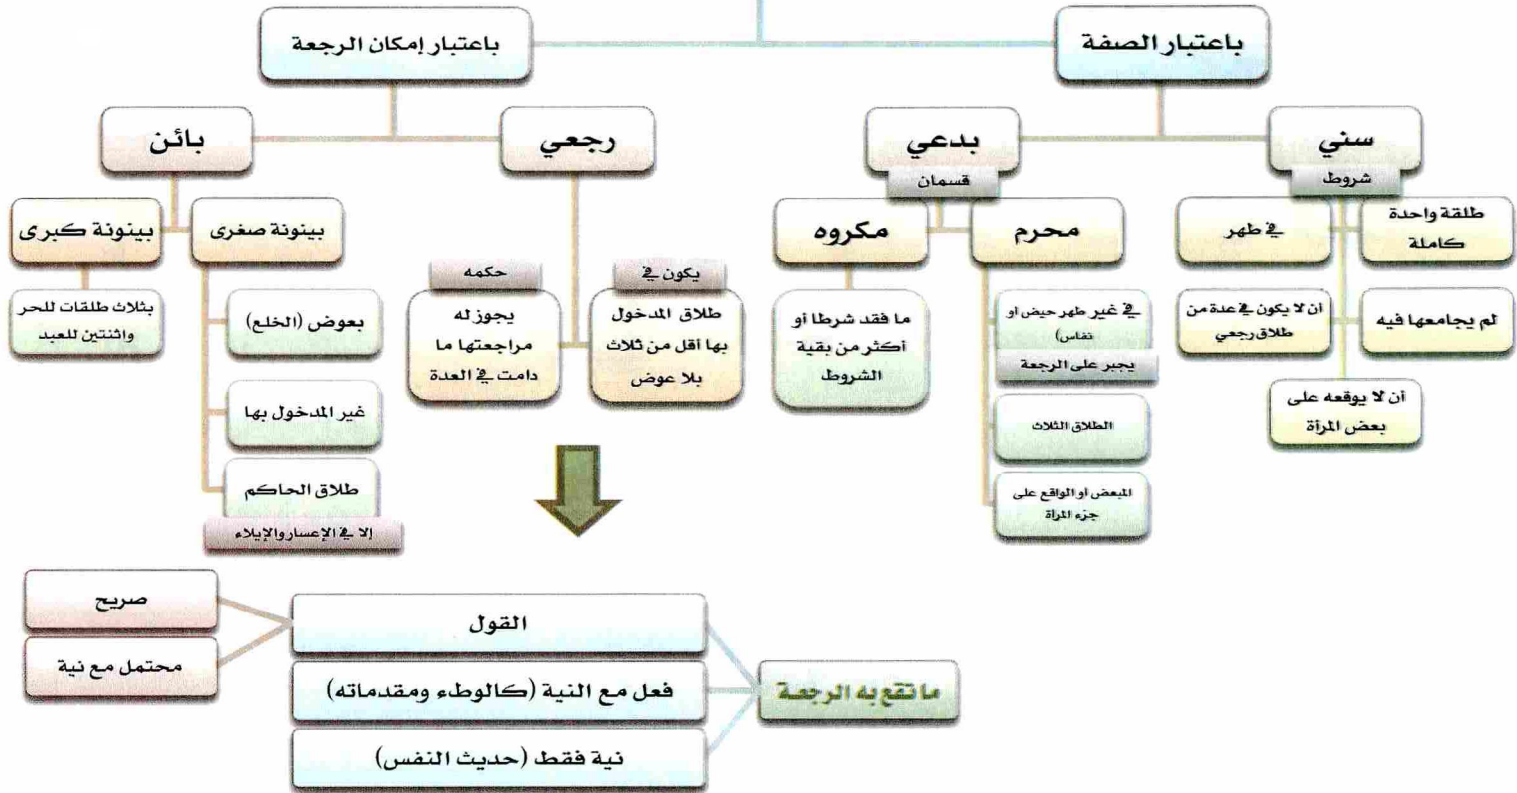 باعتبار الصفة
باعتبار إمكان الرجعة
سني
شروط
طلقة واحدة
كاملة
في طهر
لم يجامعها فيه
أن لا يكون في عدة من
طلاق رجعي
أن لا يوقعه على
بعض المرأة
بدعي
قسمان
محرم
في غير طهر حيض أو
نفاس)
يجبر على الرجعة
الطلاق الثلاث
المبعض أو الواقع على
جزء المرأة
مكروه
ما فقد شرطا أو
أكثر من بقية
الشروط
رجعي
يكون في
طلاق المدخول
بها أقل من ثلاث
بلا عوض
حكمه
يجوز له
مراجعتها ما
دامت في العدة
بائن
بينونة صغرى
بعوض (الخلع)
غير المدخول بها
طلاق الحاكم
إلا في الإعسار والإيلاء
بينونة كبرى
بثلاث طلقات للحر
واثنتين للعبد
ما تقع به الرجعة
القول
صريح
محتمل مع نية
فعل مع النية (كالوطء ومقدماته)
نية فقط (حديث النفس)